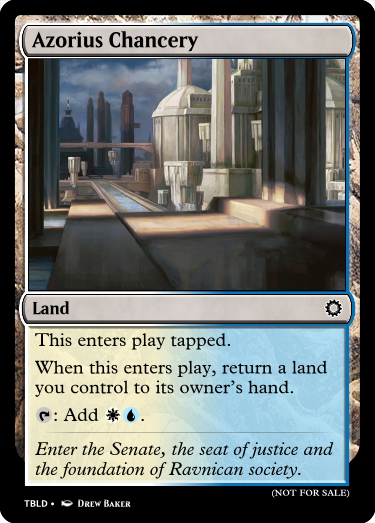 Azorius Chancery
Land
This enters play tapped.
When this enters play, return a land
you control to its owner's hand.
: Add .
Enter the Senate, the seat of justice and
the foundation of Ravnican society.
(NOT FOR SALE)
TBLD • Drew Baker